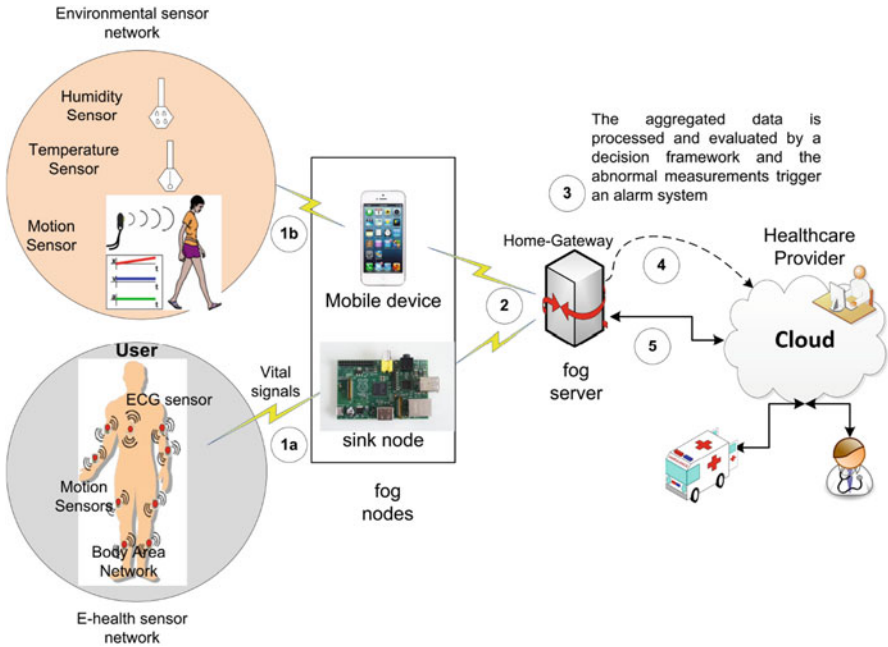 Environmental sensor
network
Humidity
Sensor
Temperature
Sensor
Motion
Sensor
x
t
x
t
t
1b
Mobile device
User
ECG sensor
Motion
Sensors
Body Area
Network
E-health sensor
network
Vital
signals
1a
sink node
fog
nodes
2
The aggregated data is
processed and evaluated by a
decision framework and the
abnormal measurements trigger
an alarm system
3
Home-Gateway
fog
server
4
5
Healthcare
Provider
Cloud